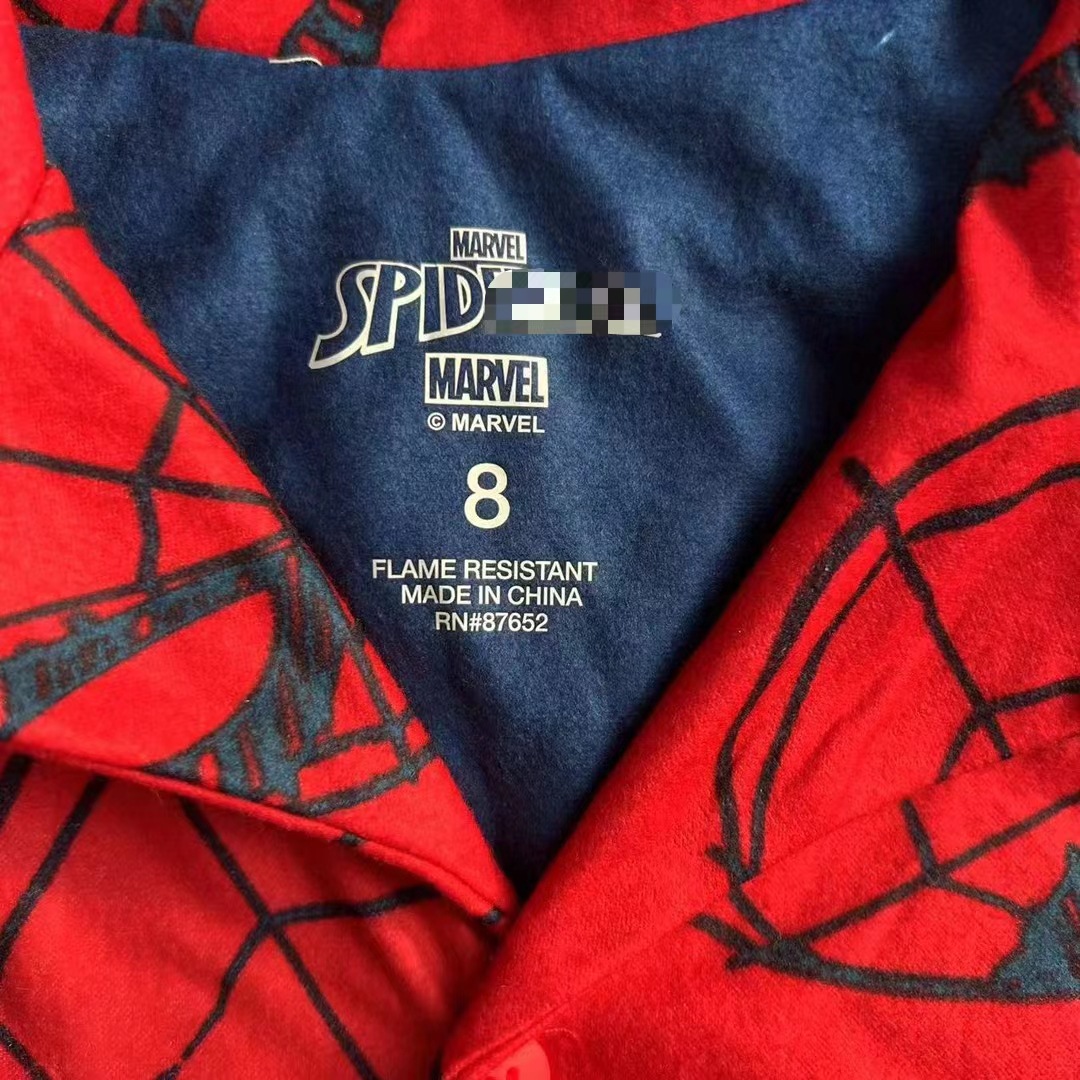 MARVEL
SPID
MARVEL
© MARVEL
8
FLAME RESISTANT
MADE IN CHINA
RN#87652